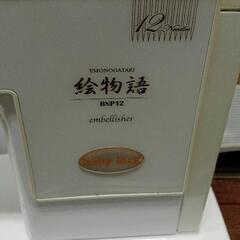 12 Needles
EMONOGATARI
絵物語
BNP12
embellisher
baby lock